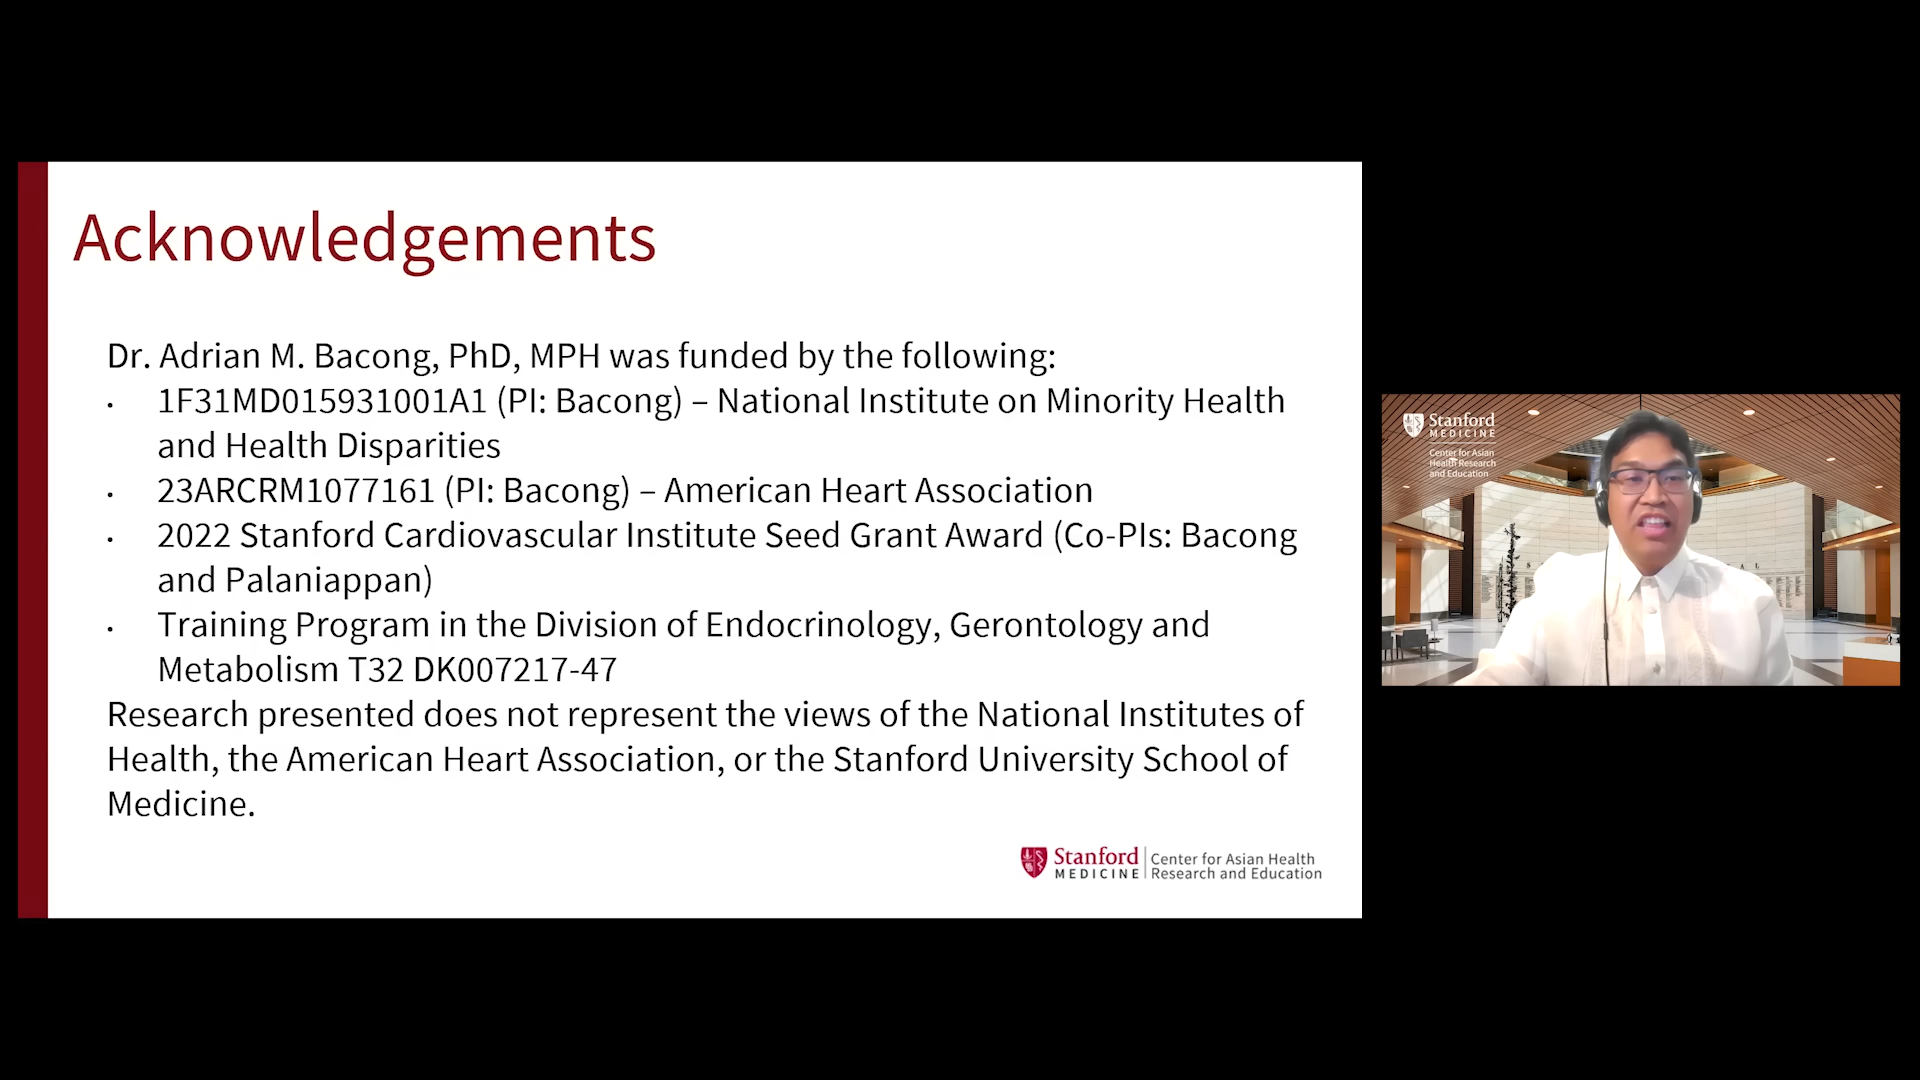 Acknowledgements
Dr. Adrian M. Bacong, PhD, MPH was funded by the following:
• 1F31MD015931001A1 (PI: Bacong) – National Institute on Minority Health
and Health Disparities
• 23ARCRM1077161 (PI: Bacong) – American Heart Association
• 2022 Stanford Cardiovascular Institute Seed Grant Award (Co-PIs: Bacong
and Palaniappan)
• Training Program in the Division of Endocrinology, Gerontology and
Metabolism T32 DK007217-47
Research presented does not represent the views of the National Institutes of
Health, the American Heart Association, or the Stanford University School of
Medicine.
Stanford
MEDICINE
Center for Asian Health
Research and Education
Stanford
MEDICINE
Center for Asian
Health Research
and Education